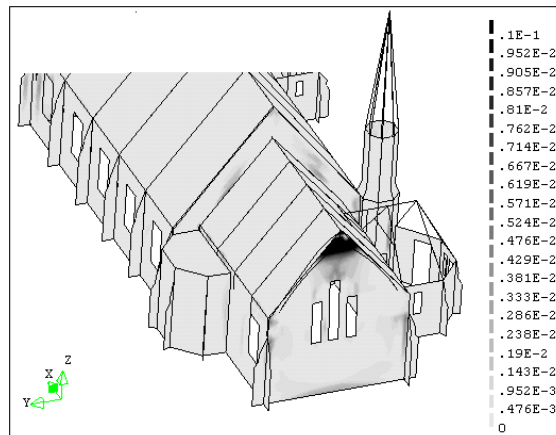 .1E-1
.952E-2
.905E-2
.857E-2
.81E-2
.762E-2
.714E-2
.667E-2
.619E-2
.571E-2
.524E-2
.476E-2
.429E-2
.381E-2
.333E-2
.286E-2
.238E-2
.19E-2
.143E-2
.952E-3
.476E-3
0
Z
X
Y